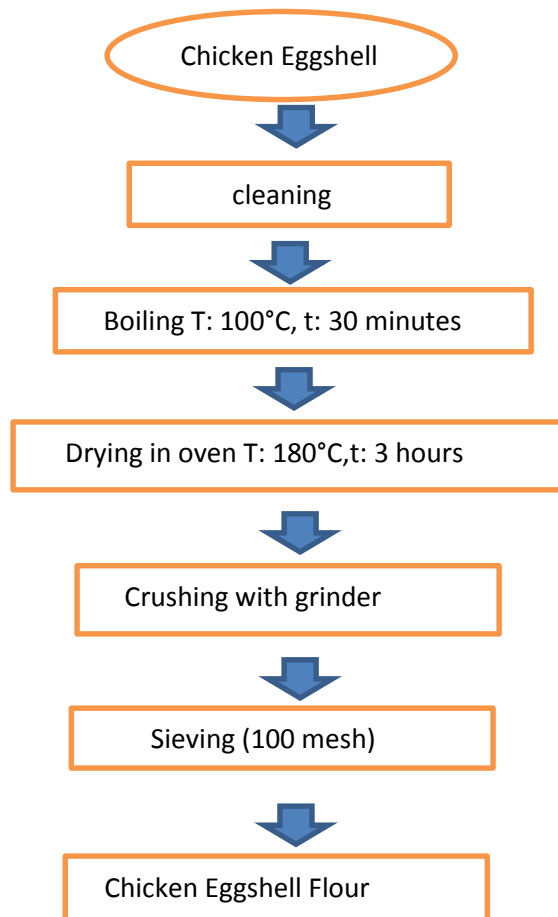 Chicken Eggshell
cleaning
Boiling T: 100°C, t: 30 minutes
Drying in oven T: 180°C,t: 3 hours
Crushing with grinder
Sieving (100 mesh)
Chicken Eggshell Flour